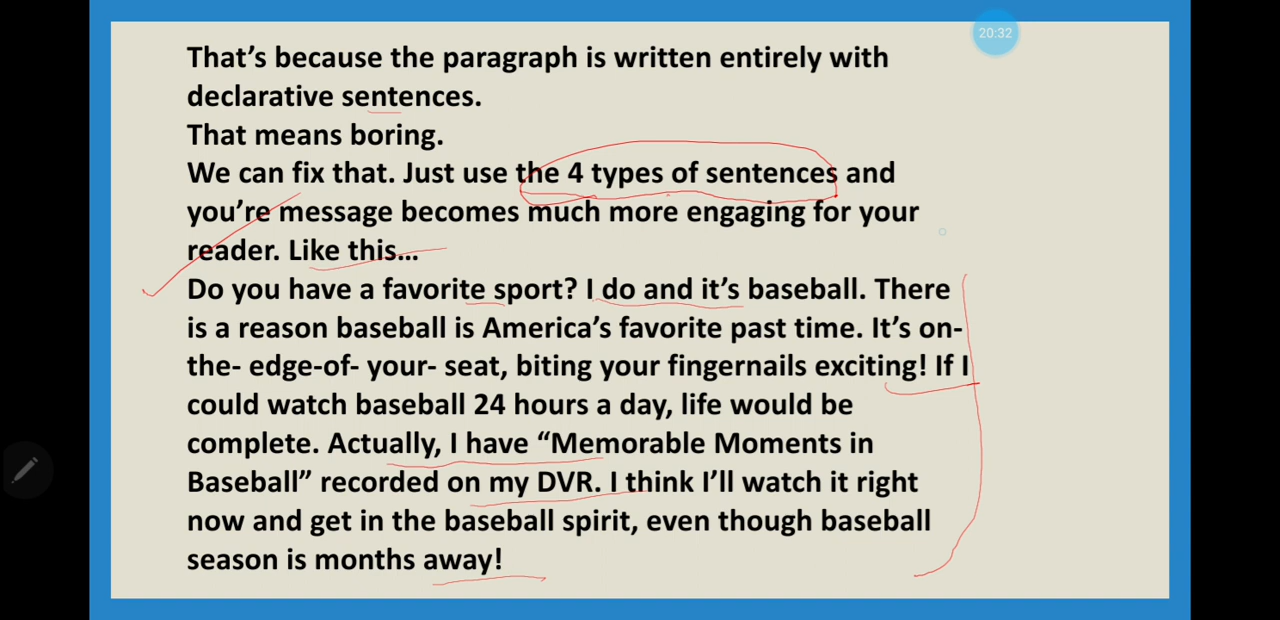 20:32
That’s because the paragraph is written entirely with
declarative sentences.
That means boring.
We can fix that. Just use the 4 types of sentences and
you’re message becomes much more engaging for your
reader. Like this…
Do you have a favorite sport? I do and it’s baseball. There
is a reason baseball is America’s favorite past time. It’s on-
the- edge-of- your- seat, biting your fingernails exciting! If I
could watch baseball 24 hours a day, life would be
complete. Actually, I have “Memorable Moments in
Baseball” recorded on my DVR. I think I’ll watch it right
now and get in the baseball spirit, even though baseball
season is months away!